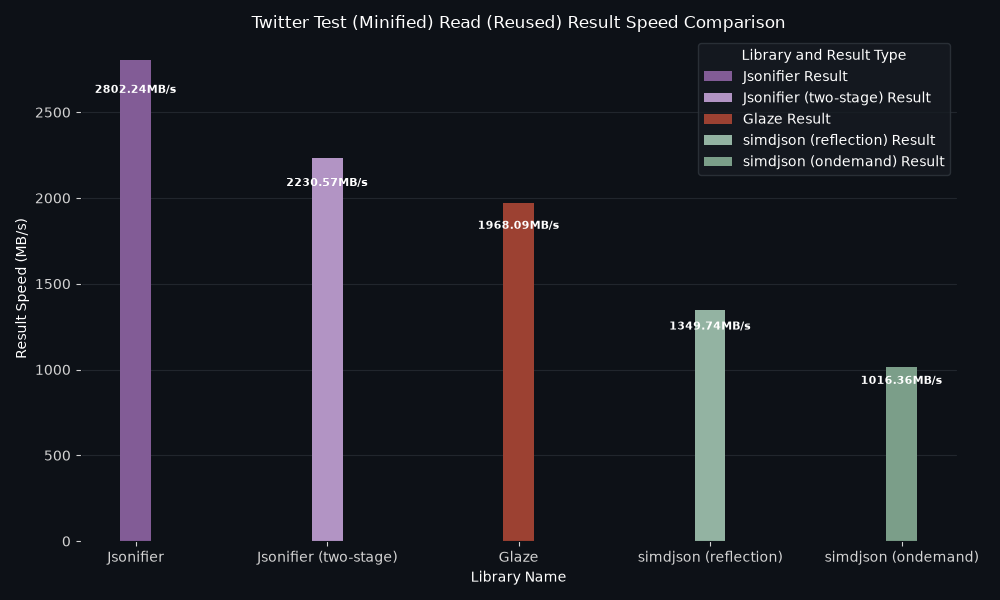 Twitter Test (Minified) Read (Reused) Result Speed Comparison
Library and Result Type
Jsonifier Result
Jsonifier (two-stage) Result
Glaze Result
simdjson (reflection) Result
simdjson (ondemand) Result
Result Speed (MB/s)
2500
2000
1500
1000
500
0
2802.24MB/s
2230.57MB/s
1968.09MB/s
1349.74MB/s
1016.36MB/s
Jsonifier
Jsonifier (two-stage)
Glaze
simdjson (reflection)
simdjson (ondemand)
Library Name